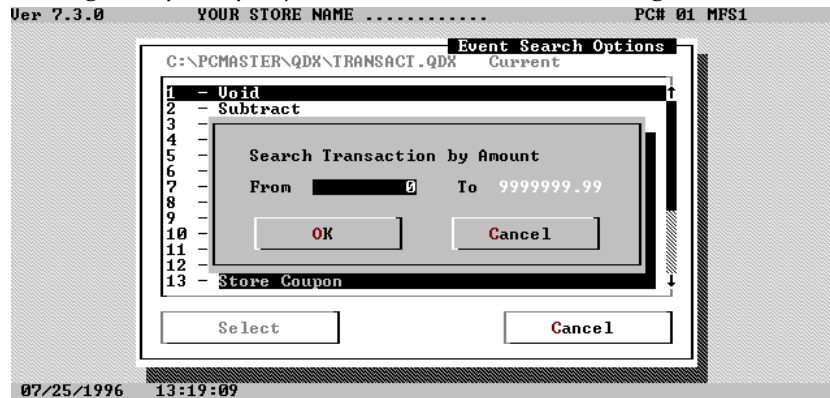 Ver 7.3.0 YOUR STORE NAME ............ PC# 01 MFS1
Event Search Options
C:\PCMASTER\QDX\TRANSACT.QDX Current
1 - Void
2 - Subtract
3 -
4 -
5 - Search Transaction by Amount
6 -
7 - From 0 To 9999999.99
8 -
9 -
10 - OK Cancel
11 -
12 -
13 - Store Coupon
Select Cancel
07/25/1996 13:19:09